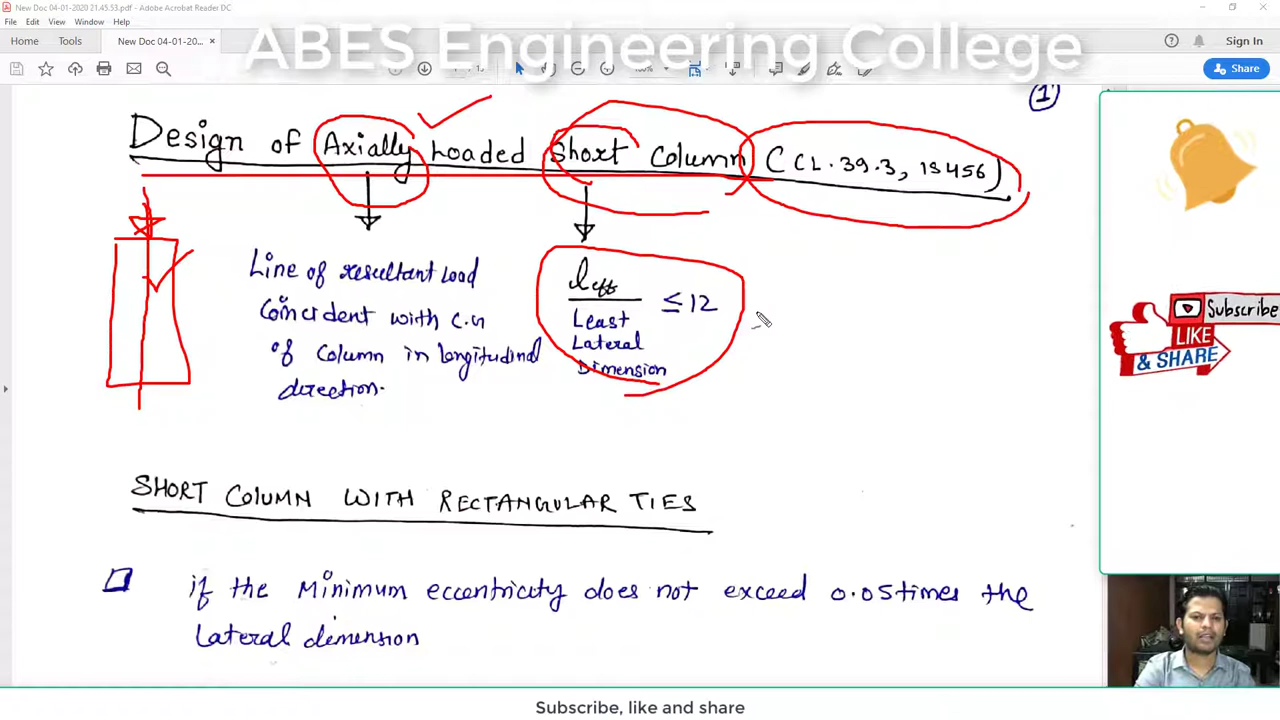 New Doc 04-01-2020 21.45.53.pdf - Adobe Acrobat Reader DC
File Edit View Window Help
Home Tools New Doc 04-01-20... × Sign In
ABES Engineering College
Share
1
Design of Axially Loaded Short Column (CL.39.3, IS456)
Line of resultant load
Coincident with C.G
of Column in longitudinal
direction.
leff
Least
Lateral
Dimension
≤12
Subscribe
LIKE
& SHARE
SHORT COLUMN WITH RECTANGULAR TIES
if the Minimum eccentricity does not exceed 0.05times the
Lateral dimension
Subscribe, like and share